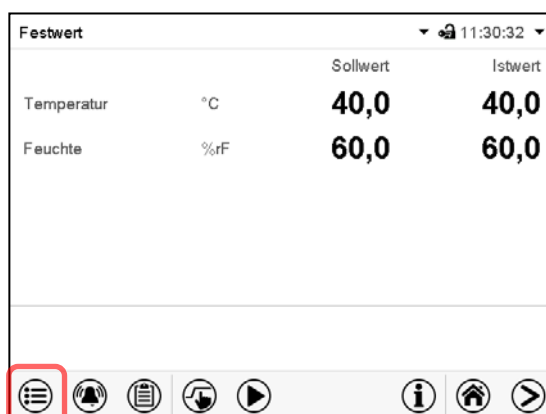 Festwert 11:30:32
Sollwert Istwert
Temperatur °C 40,0 40,0
Feuchte %rF 60,0 60,0